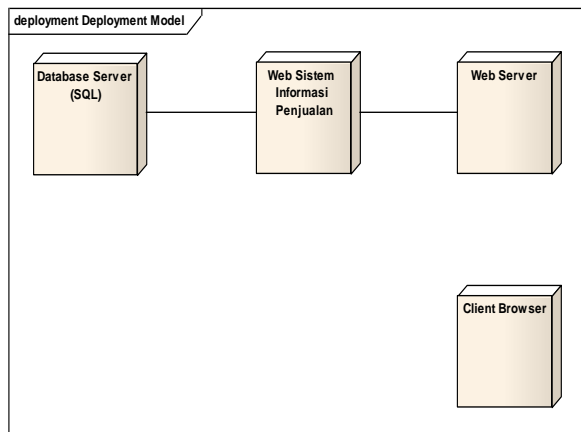 deployment Deployment Model
Database Server
(SQL)
Web Sistem
Informasi
Penjualan
Web Server
Client Browser